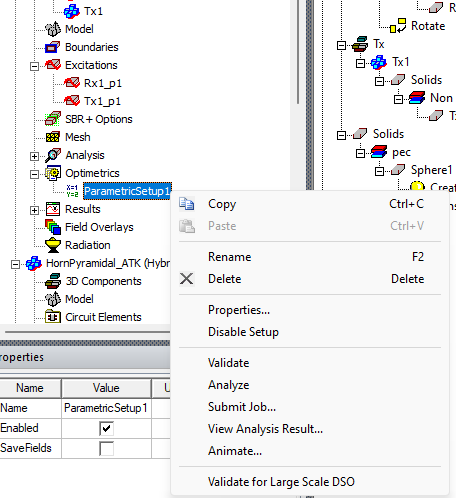 Tx1
Model
Boundaries
Excitations
Rx1_p1
Tx1_p1
SBR+ Options
Mesh
Analysis
Optimetrics
X=1
Y=2
ParametricSetup1
Results
Field Overlays
Radiation
HornPyramidal_ATK (Hybr
3D Components
Model
Circuit Elements
Rotate
Tx
Tx1
Solids
Non
T
Solids
pec
Sphere1
Crea
Copy Ctrl+C
Paste Ctrl+V
Rename F2
Delete Delete
Properties...
Disable Setup
Validate
Analyze
Submit Job...
View Analysis Result...
Animate...
Validate for Large Scale DSO
roperties
Name Value U
Name ParametricSetup1
Enabled
SaveFields